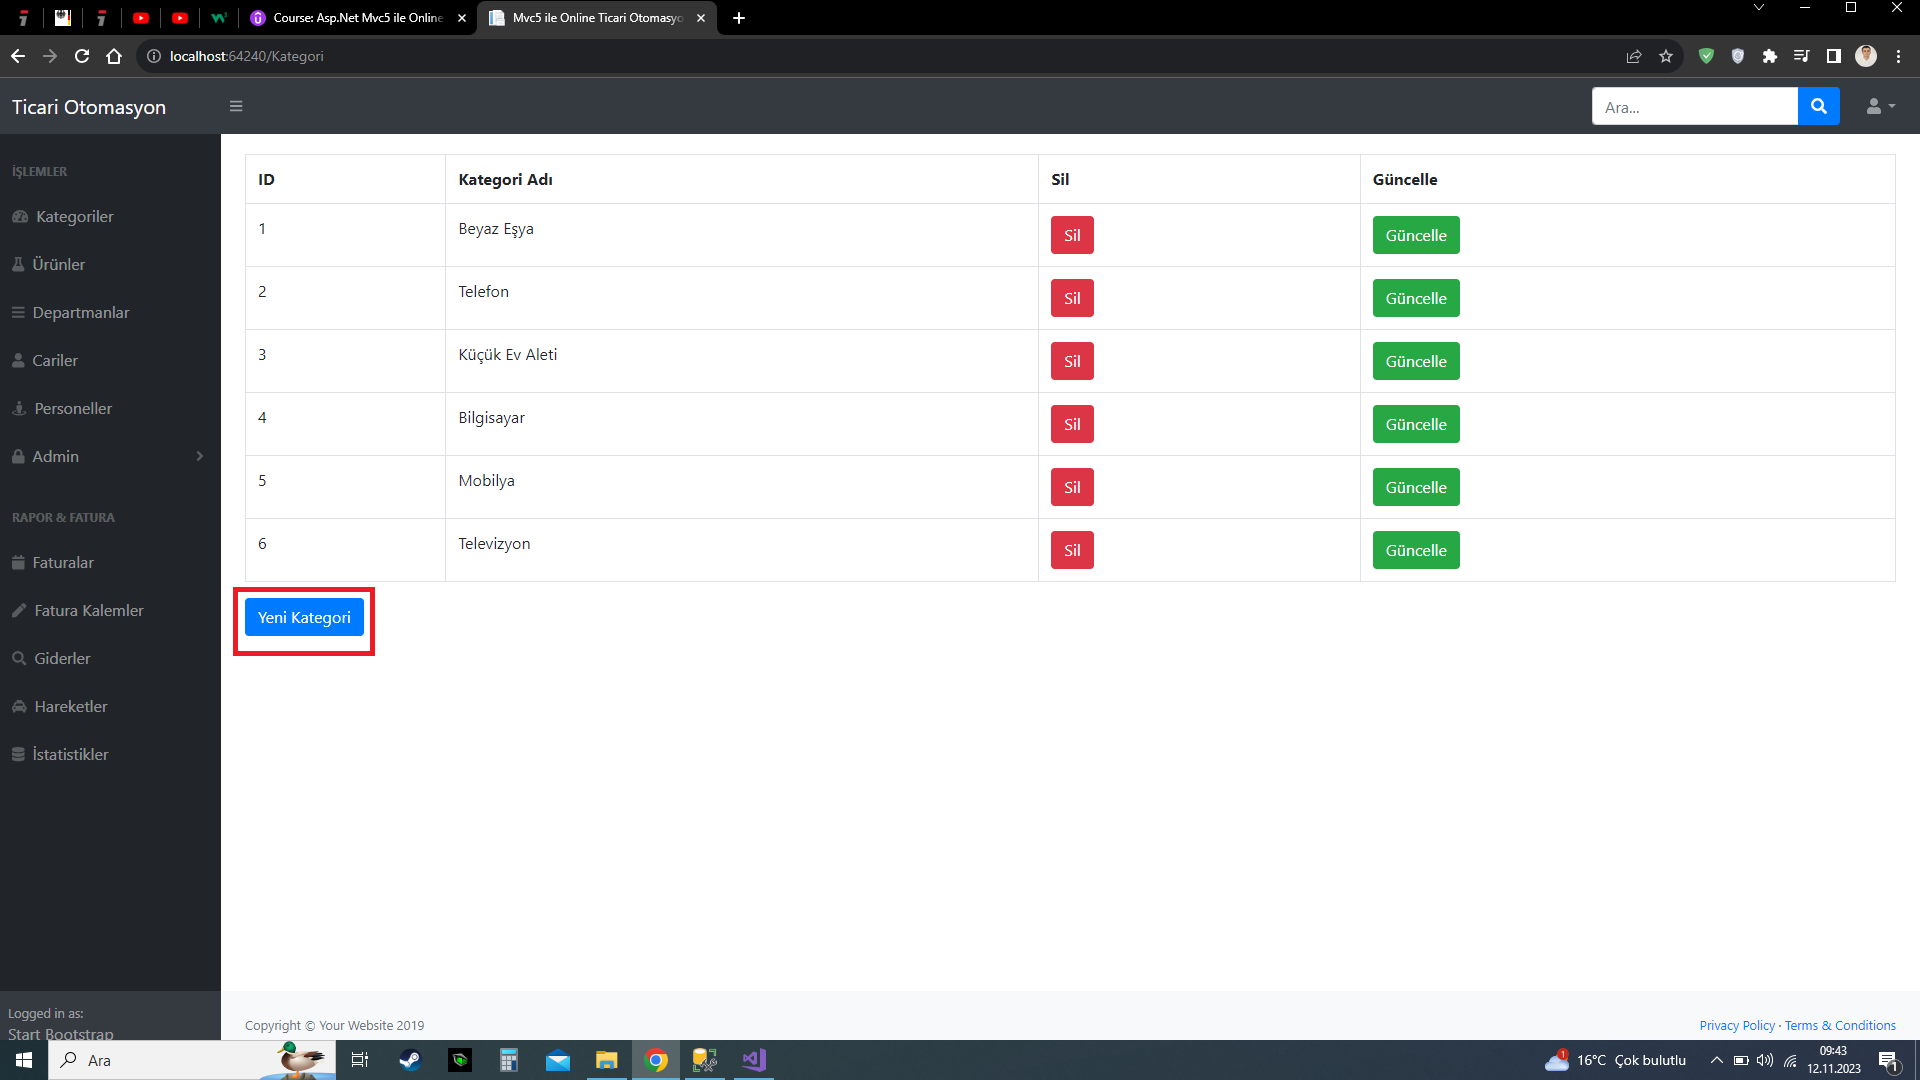 Course: Asp.Net Mvc5 ile Online
Mvc5 ile Online Ticari Otomasyo
localhost:64240/Kategori
Ticari Otomasyon
Ara...
İŞLEMLER
Kategoriler
Ürünler
Departmanlar
Cariler
Personeller
Admin
RAPOR & FATURA
Faturalar
Fatura Kalemler
Giderler
Hareketler
İstatistikler
Logged in as:
Start Bootstrap
ID Kategori Adı Sil Güncelle
1 Beyaz Eşya Sil Güncelle
2 Telefon Sil Güncelle
3 Küçük Ev Aleti Sil Güncelle
4 Bilgisayar Sil Güncelle
5 Mobilya Sil Güncelle
6 Televizyon Sil Güncelle
Yeni Kategori
Copyright © Your Website 2019
Privacy Policy · Terms & Conditions
Ara
1
16°C Çok bulutlu
09:43
12.11.2023
1